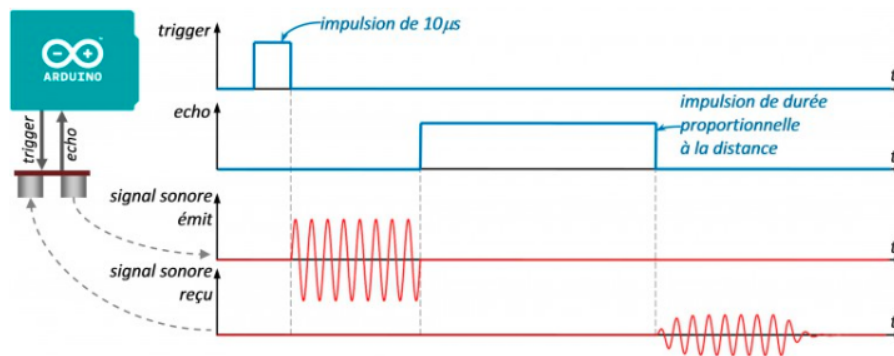 ARDUINO
trigger
echo
trigger
impulsion de 10µs
t
echo
impulsion de durée
proportionnelle
à la distance
t
signal sonore
émit
t
signal sonore
reçu
t